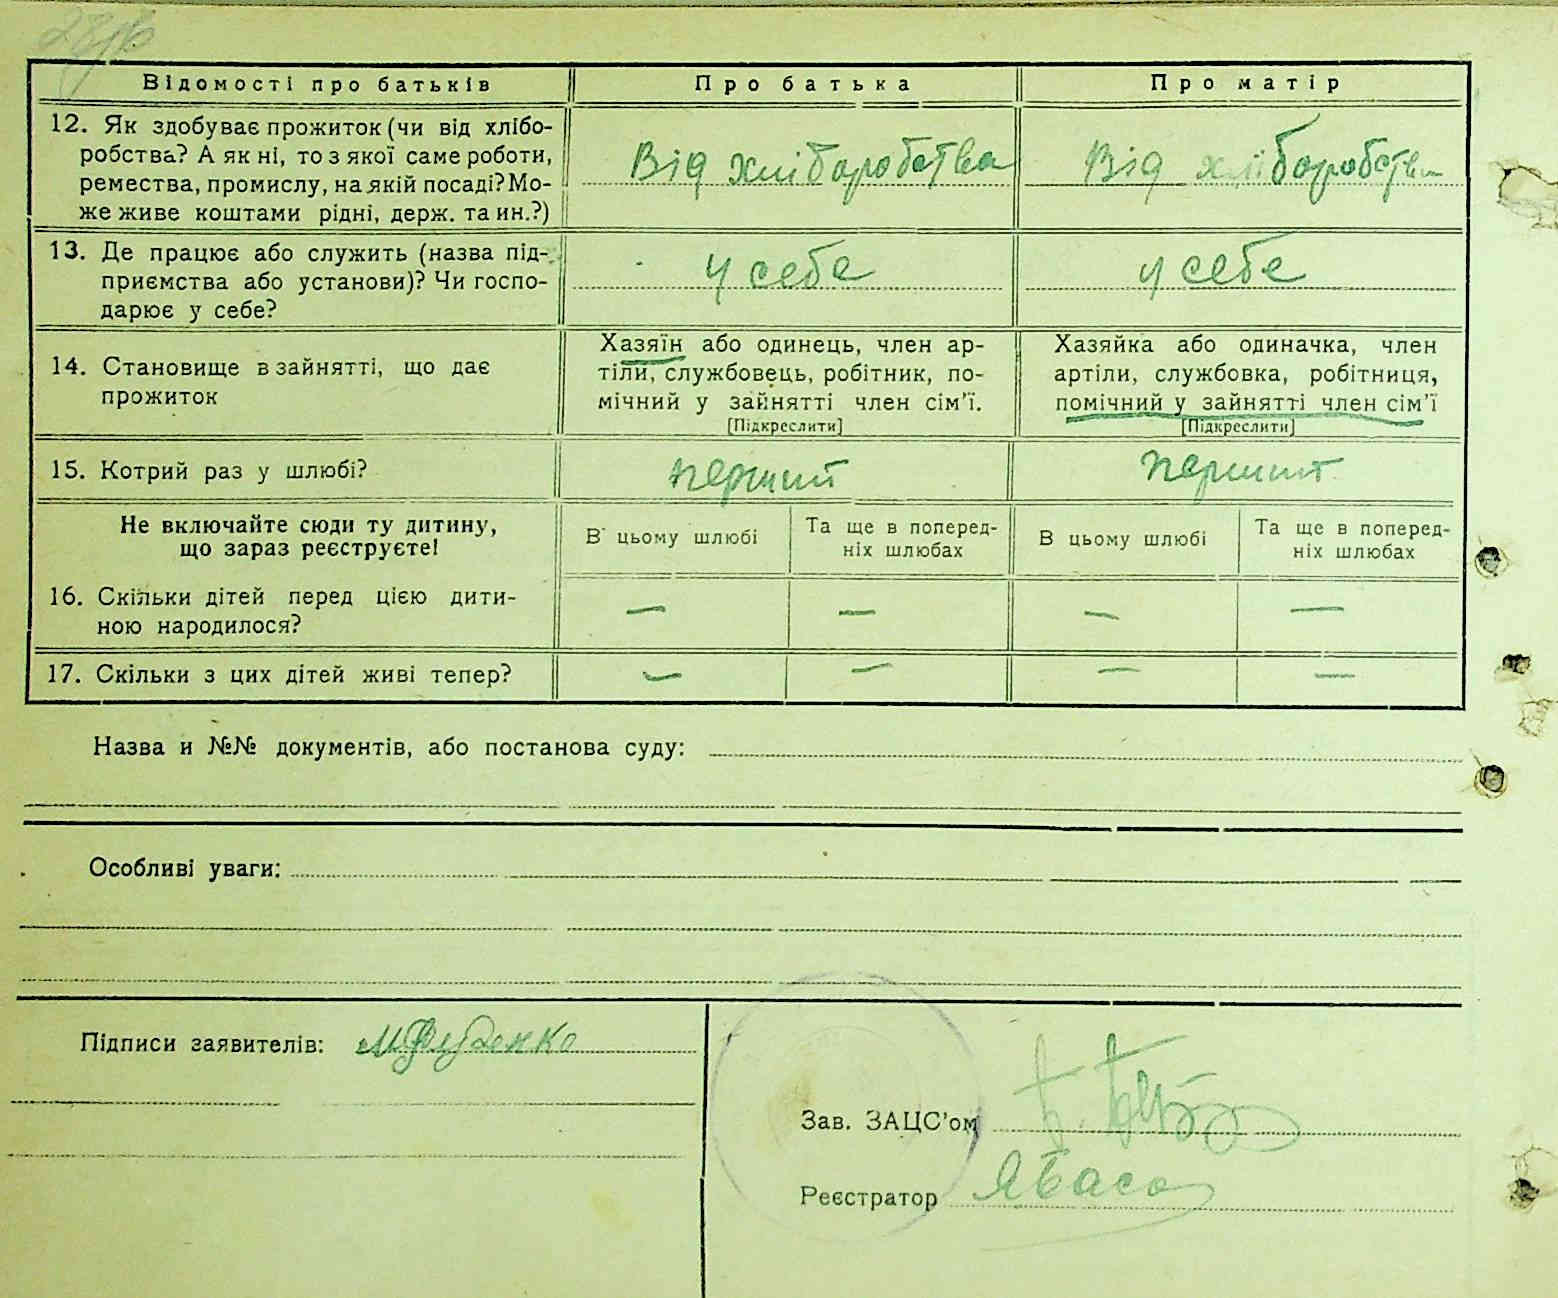 Відомості про батьків
Про батька
Про матір
12. Як здобуває прожиток (чи від хлібо-
робства? А як ні, то з якої саме роботи,
ремества, промислу, на якій посаді? Мо-
же живе коштами рідні, держ. та ин.?)
Від хліборобства
Від хліборобства
13. Де працює або служить (назва під-
приємства або установи)? Чи госпо-
дарює у себе?
у себе
у себе
14. Становище в зайнятті, що дає
прожиток
Хазяїн або одинець, член ар-
тіли, службовець, робітник, по-
мічний у зайнятті член сім'ї.
[Підкреслити]
Хазяйка або одиначка, член
артіли, службовка, робітниця,
помічний у зайнятті член сім'ї
[Підкреслити]
15. Котрий раз у шлюбі?
перший
перший
Не включайте сюди ту дитину,
що зараз реєструєте!
В цьому шлюбі
Та ще в поперед-
ніх шлюбах
В цьому шлюбі
Та ще в поперед-
ніх шлюбах
16. Скільки дітей перед цією дити-
ною народилося?
— — — —
17. Скільки з цих дітей живі тепер?
— — — —
Назва и №№ документів, або постанова суду:
Особливі уваги:
Підписи заявителів:
Зав. ЗАЦС'ом
Реєстратор